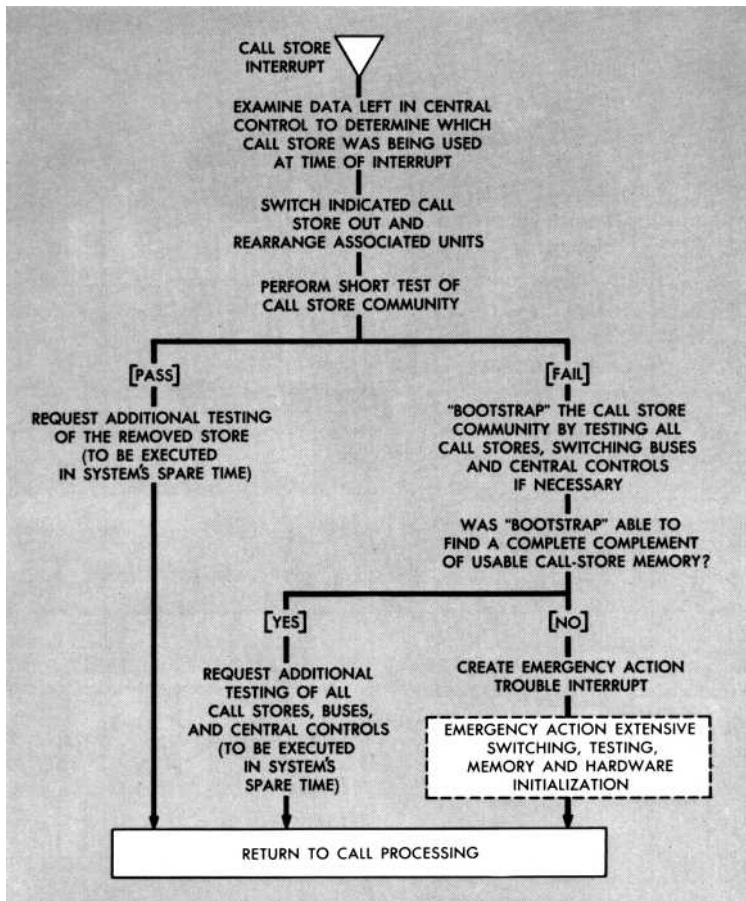 CALL STORE
INTERRUPT
EXAMINE DATA LEFT IN CENTRAL
CONTROL TO DETERMINE WHICH
CALL STORE WAS BEING USED
AT TIME OF INTERRUPT
SWITCH INDICATED CALL
STORE OUT AND
REARRANGE ASSOCIATED UNITS
PERFORM SHORT TEST OF
CALL STORE COMMUNITY
[PASS]
REQUEST ADDITIONAL TESTING
OF THE REMOVED STORE
(TO BE EXECUTED
IN SYSTEM'S SPARE TIME)
[FAIL]
"BOOTSTRAP" THE CALL STORE
COMMUNITY BY TESTING ALL
CALL STORES, SWITCHING BUSES
AND CENTRAL CONTROLS
IF NECESSARY
WAS "BOOTSTRAP" ABLE TO
FIND A COMPLETE COMPLEMENT
OF USABLE CALL-STORE MEMORY?
[YES]
REQUEST ADDITIONAL
TESTING OF ALL
CALL STORES, BUSES,
AND CENTRAL CONTROLS
(TO BE EXECUTED
IN SYSTEM'S
SPARE TIME)
[NO]
CREATE EMERGENCY ACTION
TROUBLE INTERRUPT
EMERGENCY ACTION EXTENSIVE
SWITCHING, TESTING,
MEMORY AND HARDWARE
INITIALIZATION
RETURN TO CALL PROCESSING